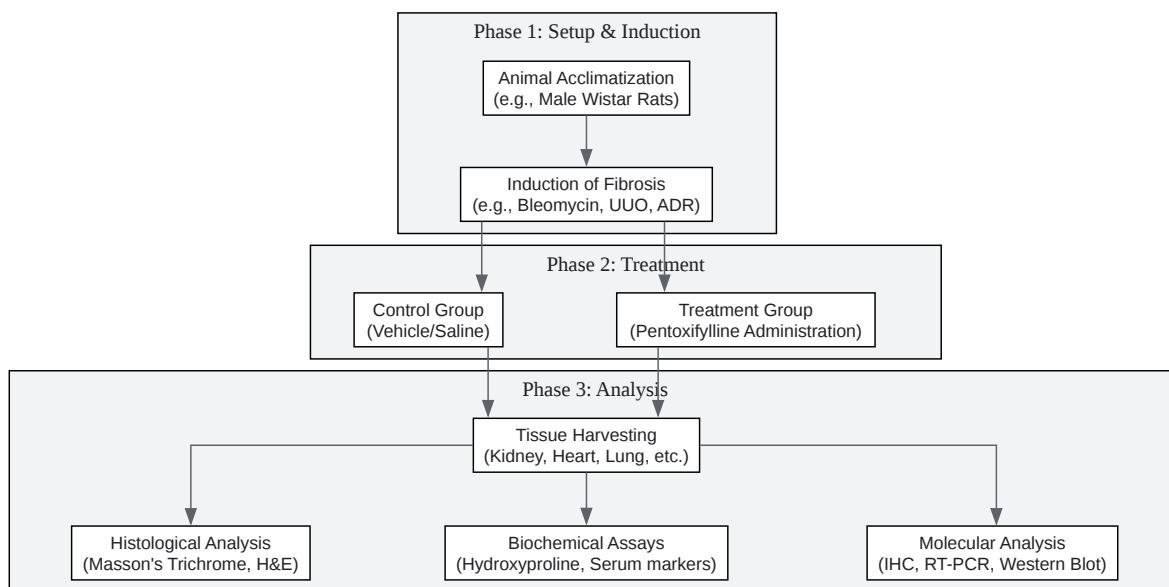 Phase 1: Setup & Induction
Animal Acclimatization
(e.g., Male Wistar Rats)
Induction of Fibrosis
(e.g., Bleomycin, UUO, ADR)
Phase 2: Treatment
Control Group
(Vehicle/Saline)
Treatment Group
(Pentoxifylline Administration)
Phase 3: Analysis
Tissue Harvesting
(Kidney, Heart, Lung, etc.)
Histological Analysis
(Masson's Trichrome, H&E)
Biochemical Assays
(Hydroxyproline, Serum markers)
Molecular Analysis
(IHC, RT-PCR, Western Blot)